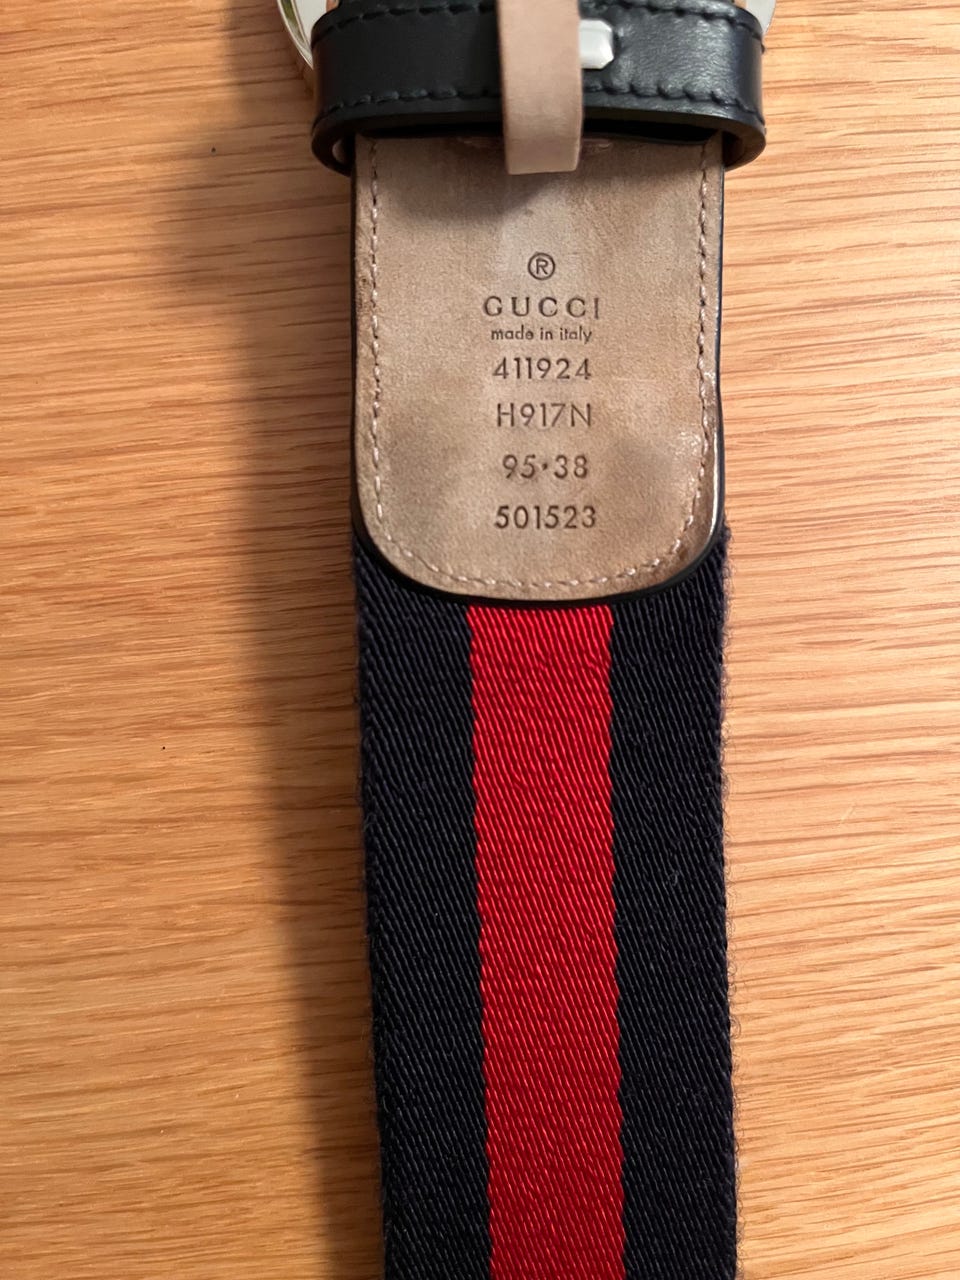 ®
GUCCI
made in italy
411924
H917N
95·38
501523